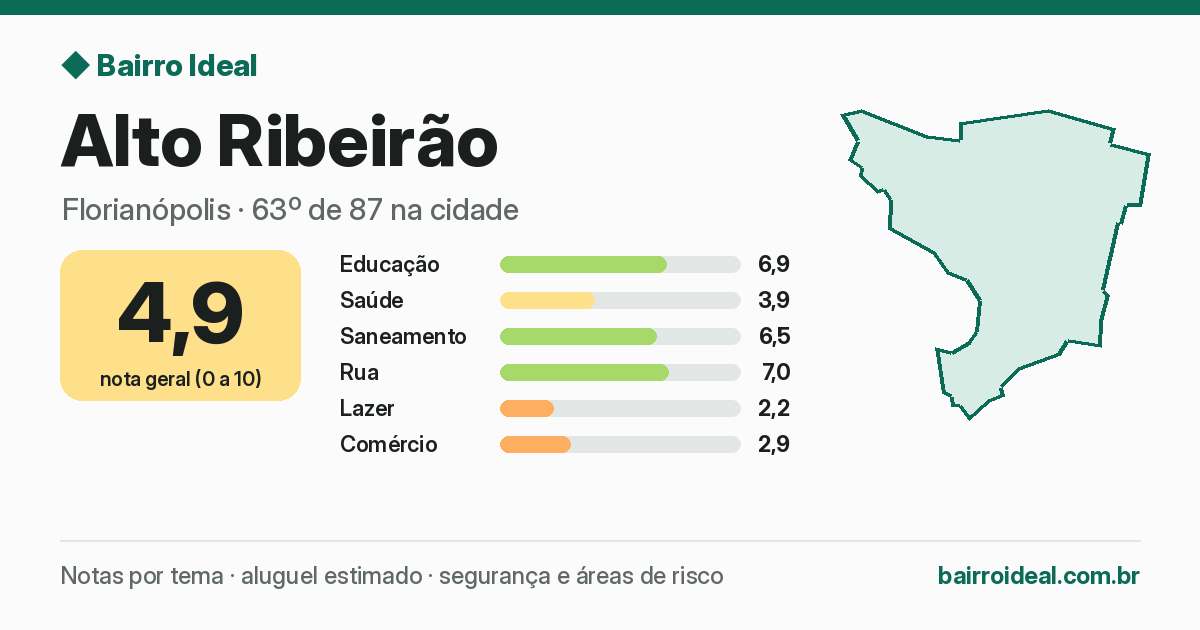 Bairro Ideal
Alto Ribeirão
Florianópolis · 63º de 87 na cidade
4,9
nota geral (0 a 10)
Educação 6,9
Saúde 3,9
Saneamento 6,5
Rua 7,0
Lazer 2,2
Comércio 2,9
Notas por tema · aluguel estimado · segurança e áreas de risco
bairroideal.com.br